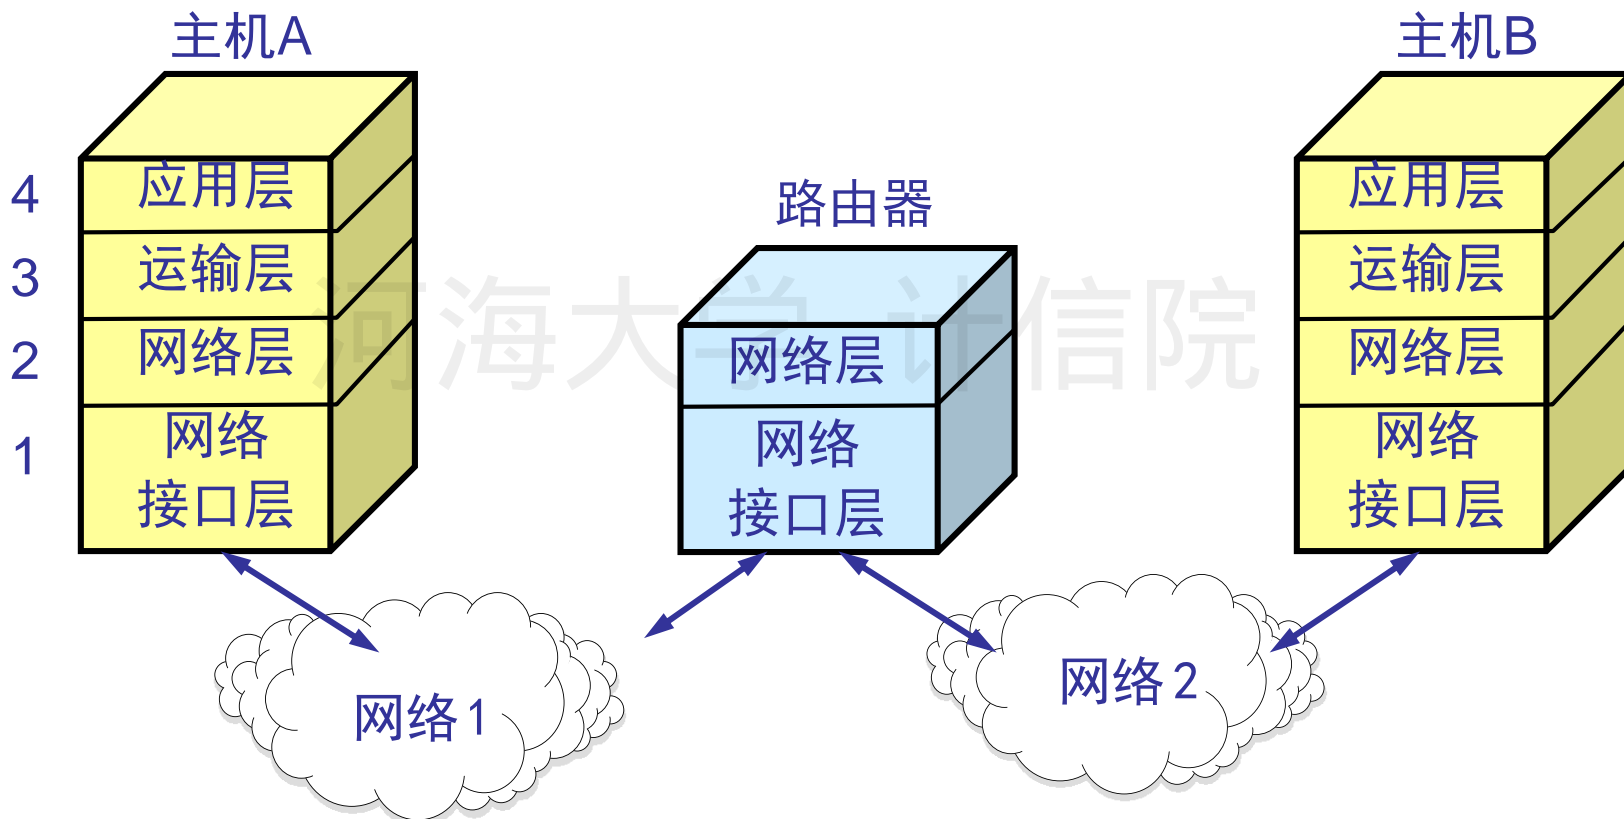 主机A
主机B
4
应用层
应用层
路由器
3
运输层
运输层
河海大学 计信院
2
网络层
网络层
网络层
1
网络
接口层
网络
接口层
网络
接口层
网络1
网络2